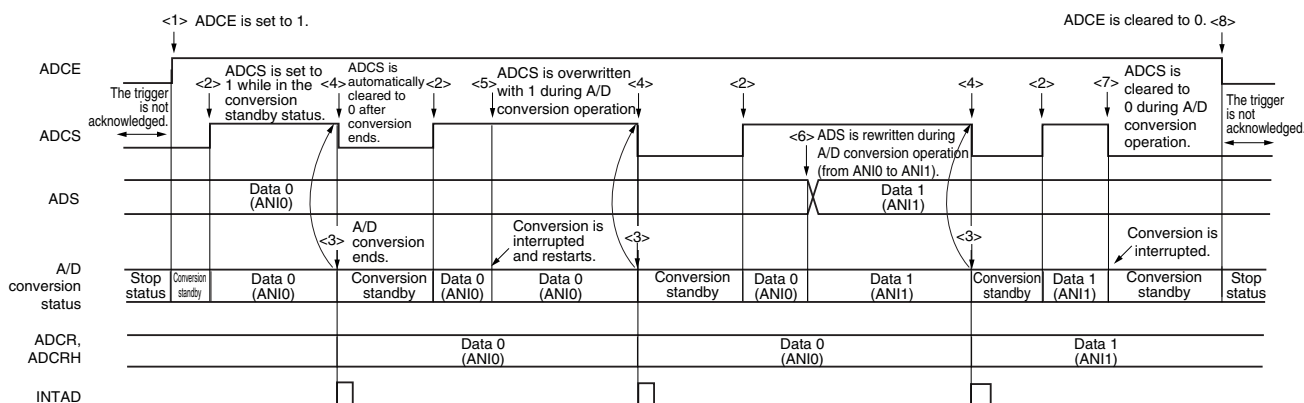 <1> ADCE is set to 1.
ADCE is cleared to 0. <8>
ADCE
The trigger
is not
acknowledged.
<2>
ADCS is set to
1 while in the
conversion
standby status.
<4>
ADCS is
automatically
cleared to
0 after
conversion
ends.
<2>
<5>
ADCS is overwritten
with 1 during A/D
conversion operation.
<4>
<2>
<4>
<2>
<7>
ADCS is
cleared to
0 during A/D
conversion
operation.
The trigger
is not
acknowledged.
ADCS
<6> ADS is rewritten during
A/D conversion operation
(from ANI0 to ANI1).
ADS
Data 0
(ANI0)
Data 1
(ANI1)
<3>
A/D
conversion
ends.
Conversion is
interrupted
and restarts.
<3>
<3>
Conversion is
interrupted.
A/D
conversion
status
Stop
status
Conversion
standby
Data 0
(ANI0)
Conversion
standby
Data 0
(ANI0)
Data 0
(ANI0)
Conversion
standby
Data 0
(ANI0)
Data 1
(ANI1)
Conversion
standby
Data 1
(ANI1)
Conversion
standby
Stop
status
ADCR,
ADCRH
Data 0
(ANI0)
Data 0
(ANI0)
Data 1
(ANI1)
INTAD